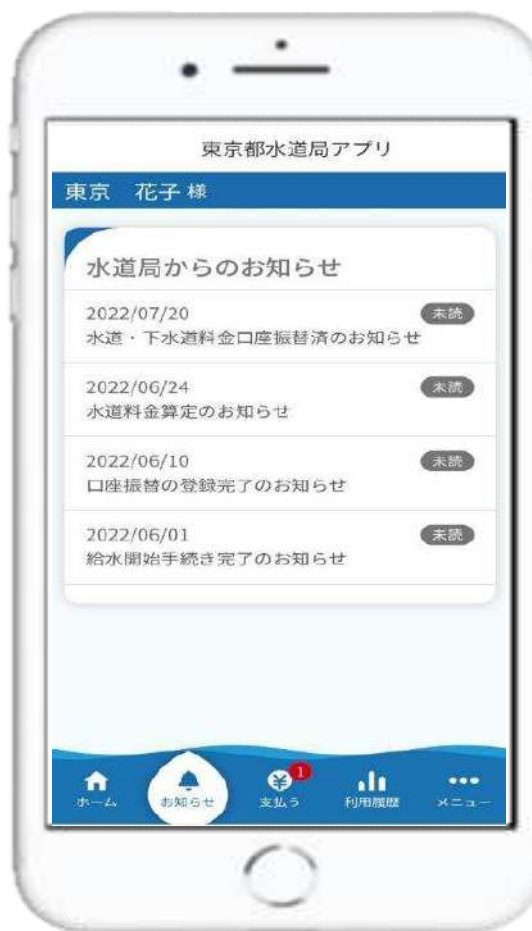 東京都水道局アプリ
東京　花子 様
水道局からのお知らせ
2022/07/20 未読
水道・下水道料金口座振替済のお知らせ
2022/06/24 未読
水道料金算定のお知らせ
2022/06/10 未読
口座振替の登録完了のお知らせ
2022/06/01 未読
給水開始手続き完了のお知らせ
1
ホーム お知らせ 支払う 利用履歴 メニュー